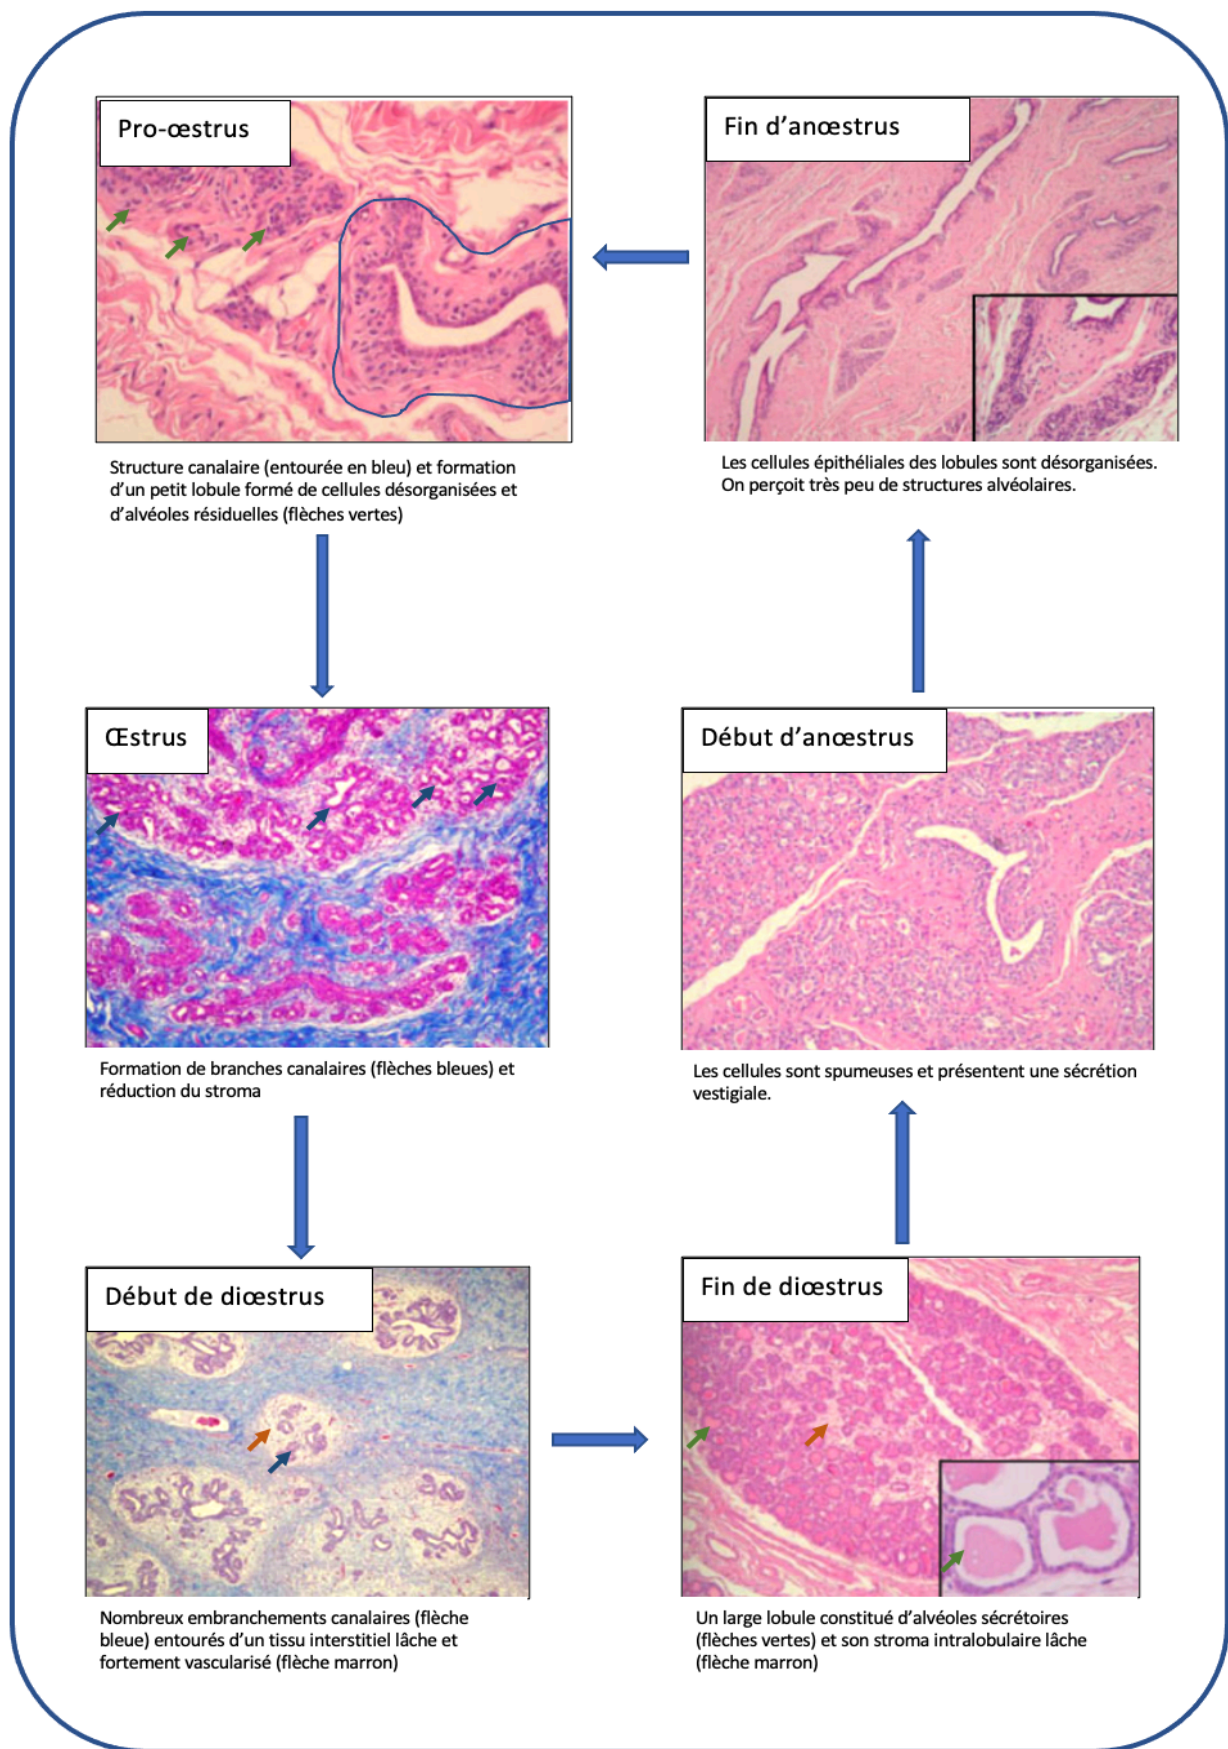 Pro-œstrus
Structure canalaire (entourée en bleu) et formation
d'un petit lobule formé de cellules désorganisées et
d'alvéoles résiduelles (flèches vertes)
Fin d'anœstrus
Les cellules épithéliales des lobules sont désorganisées.
On perçoit très peu de structures alvéolaires.
Œstrus
Formation de branches canalaires (flèches bleues) et
réduction du stroma
Début d'anœstrus
Les cellules sont spumeuses et présentent une sécrétion
vestigiale.
Début de diœstrus
Nombreux embranchements canalaires (flèche
bleue) entourés d'un tissu interstitiel lâche et
fortement vascularisé (flèche marron)
Fin de diœstrus
Un large lobule constitué d'alvéoles sécrétoires
(flèches vertes) et son stroma intralobulaire lâche
(flèche marron)